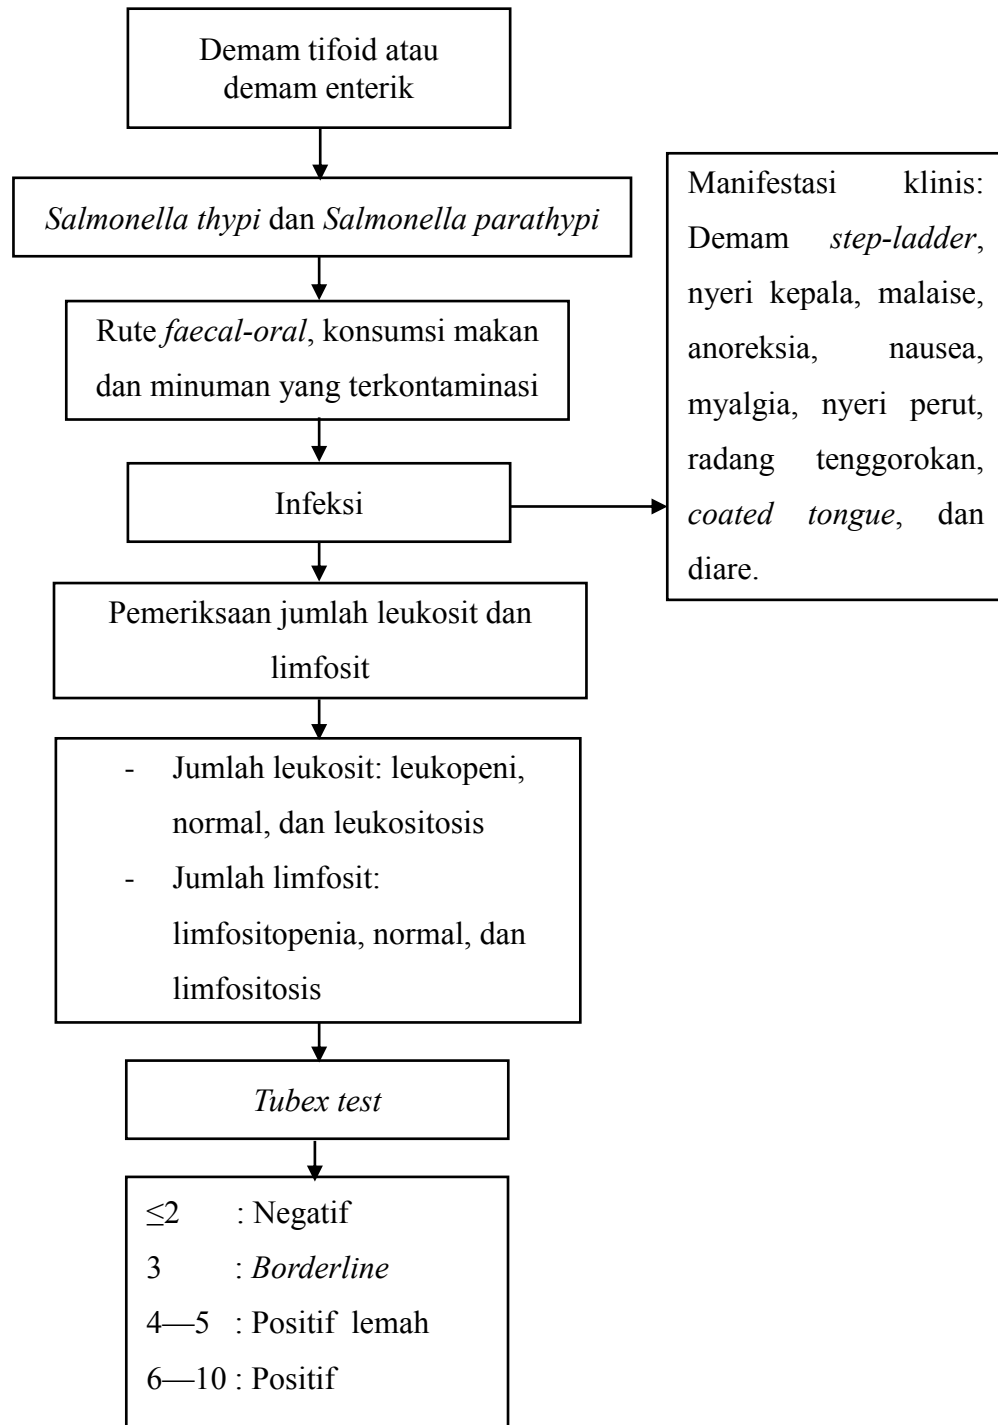 Demam tifoid atau
demam enterik
Salmonella thypi dan Salmonella parathypi
Rute faecal-oral, konsumsi makan
dan minuman yang terkontaminasi
Infeksi
Manifestasi klinis:
Demam step-ladder,
nyeri kepala, malaise,
anoreksia, nausea,
myalgia, nyeri perut,
radang tenggorokan,
coated tongue, dan
diare.
Pemeriksaan jumlah leukosit dan
limfosit
- Jumlah leukosit: leukopeni,
normal, dan leukositosis
- Jumlah limfosit:
limfositopenia, normal, dan
limfositosis
Tubex test
≤2 : Negatif
3 : Borderline
4—5 : Positif lemah
6—10 : Positif